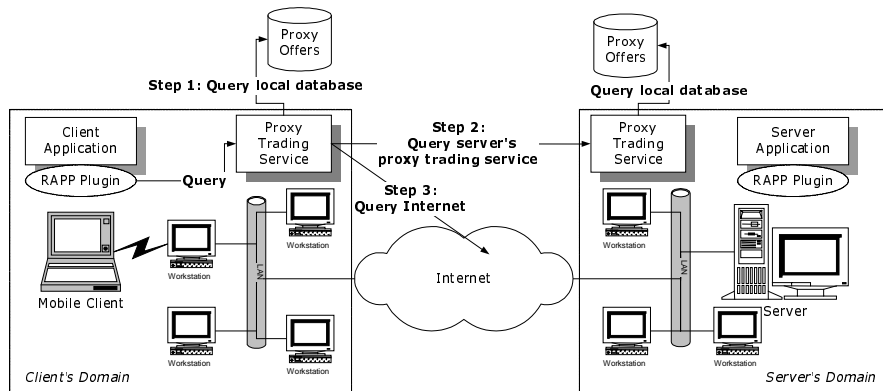 Proxy
Offers
Proxy
Offers
Step 1: Query local database
Query local database
Client
Application
RAPP Plugin
Query
Proxy
Trading
Service
Step 2:
Query server's
proxy trading service
Step 3:
Query Internet
Proxy
Trading
Service
Server
Application
RAPP Plugin
Workstation
Workstation
Workstation
Workstation
LAN
Mobile Client
Client's Domain
Internet
Workstation
Workstation
Workstation
LAN
Server
Server's Domain